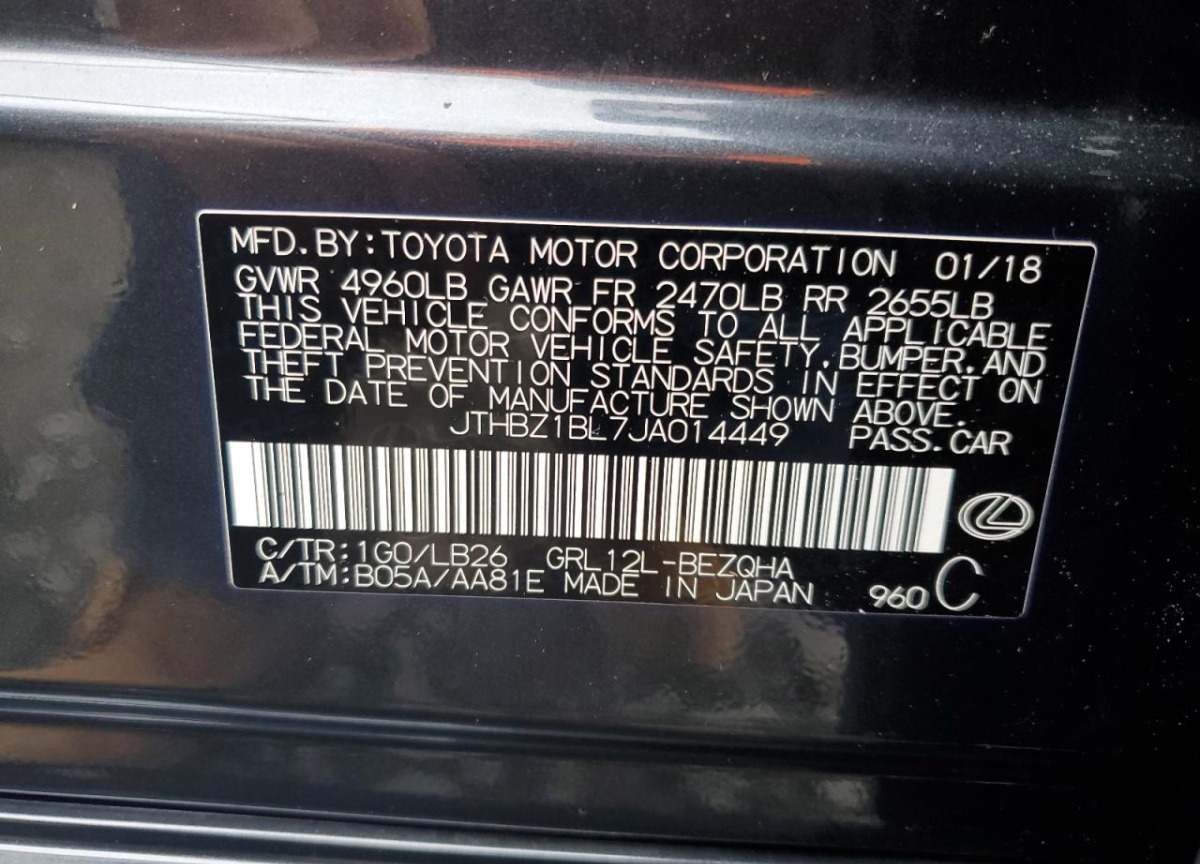 MFD.BY:TOYOTA MOTOR CORPORATION 01/18
GVWR 4960LB GAWR FR 2470LB RR 2655LB
THIS VEHICLE CONFORMS TO ALL APPLICABLE
FEDERAL MOTOR VEHICLE SAFETY,BUMPER,AND
THEFT PREVENTION STANDARDS IN EFFECT ON
THE DATE OF MANUFACTURE SHOWN ABOVE.
JTHBZ1BL7JA014449 PASS.CAR
C/TR:1G0/LB26 GRL12L-BEZQHA
A/TM:B05A/AA81E MADE IN JAPAN 960 C